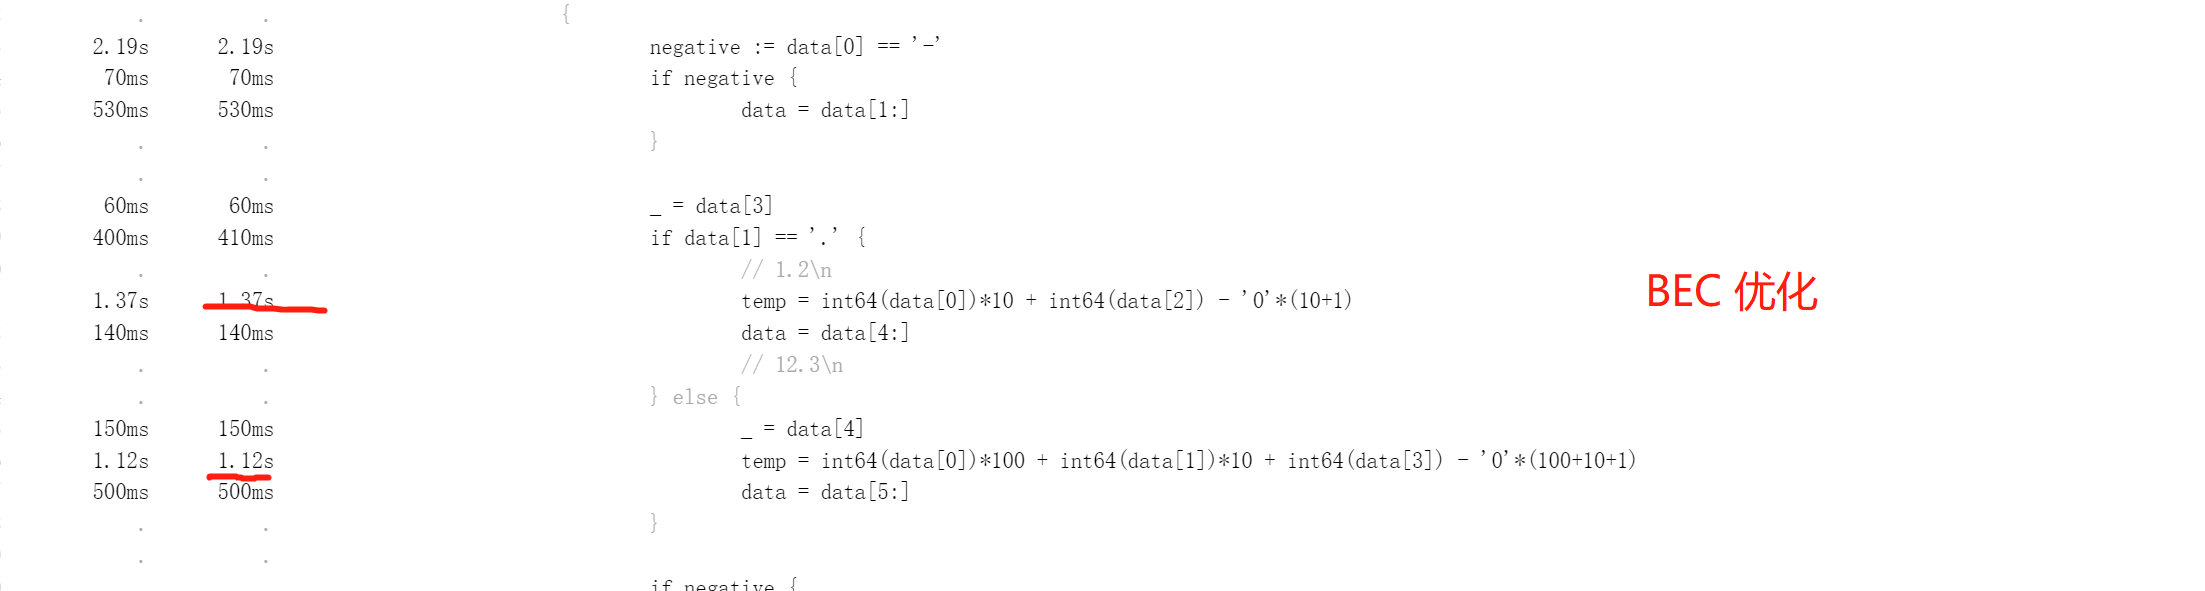 . . {
2.19s 2.19s negative := data[0] == '-'
70ms 70ms if negative {
530ms 530ms data = data[1:]
. . }
. .
60ms 60ms _ = data[3]
400ms 410ms if data[1] == '.' {
. . // 1.2\n
1.37s 1.37s temp = int64(data[0])*10 + int64(data[2]) - '0'*(10+1)
BEC 优化
140ms 140ms data = data[4:]
. . // 12.3\n
. . } else {
150ms 150ms _ = data[4]
1.12s 1.12s temp = int64(data[0])*100 + int64(data[1])*10 + int64(data[3]) - '0'*(100+10+1)
500ms 500ms data = data[5:]
. . }
. .
if negative {